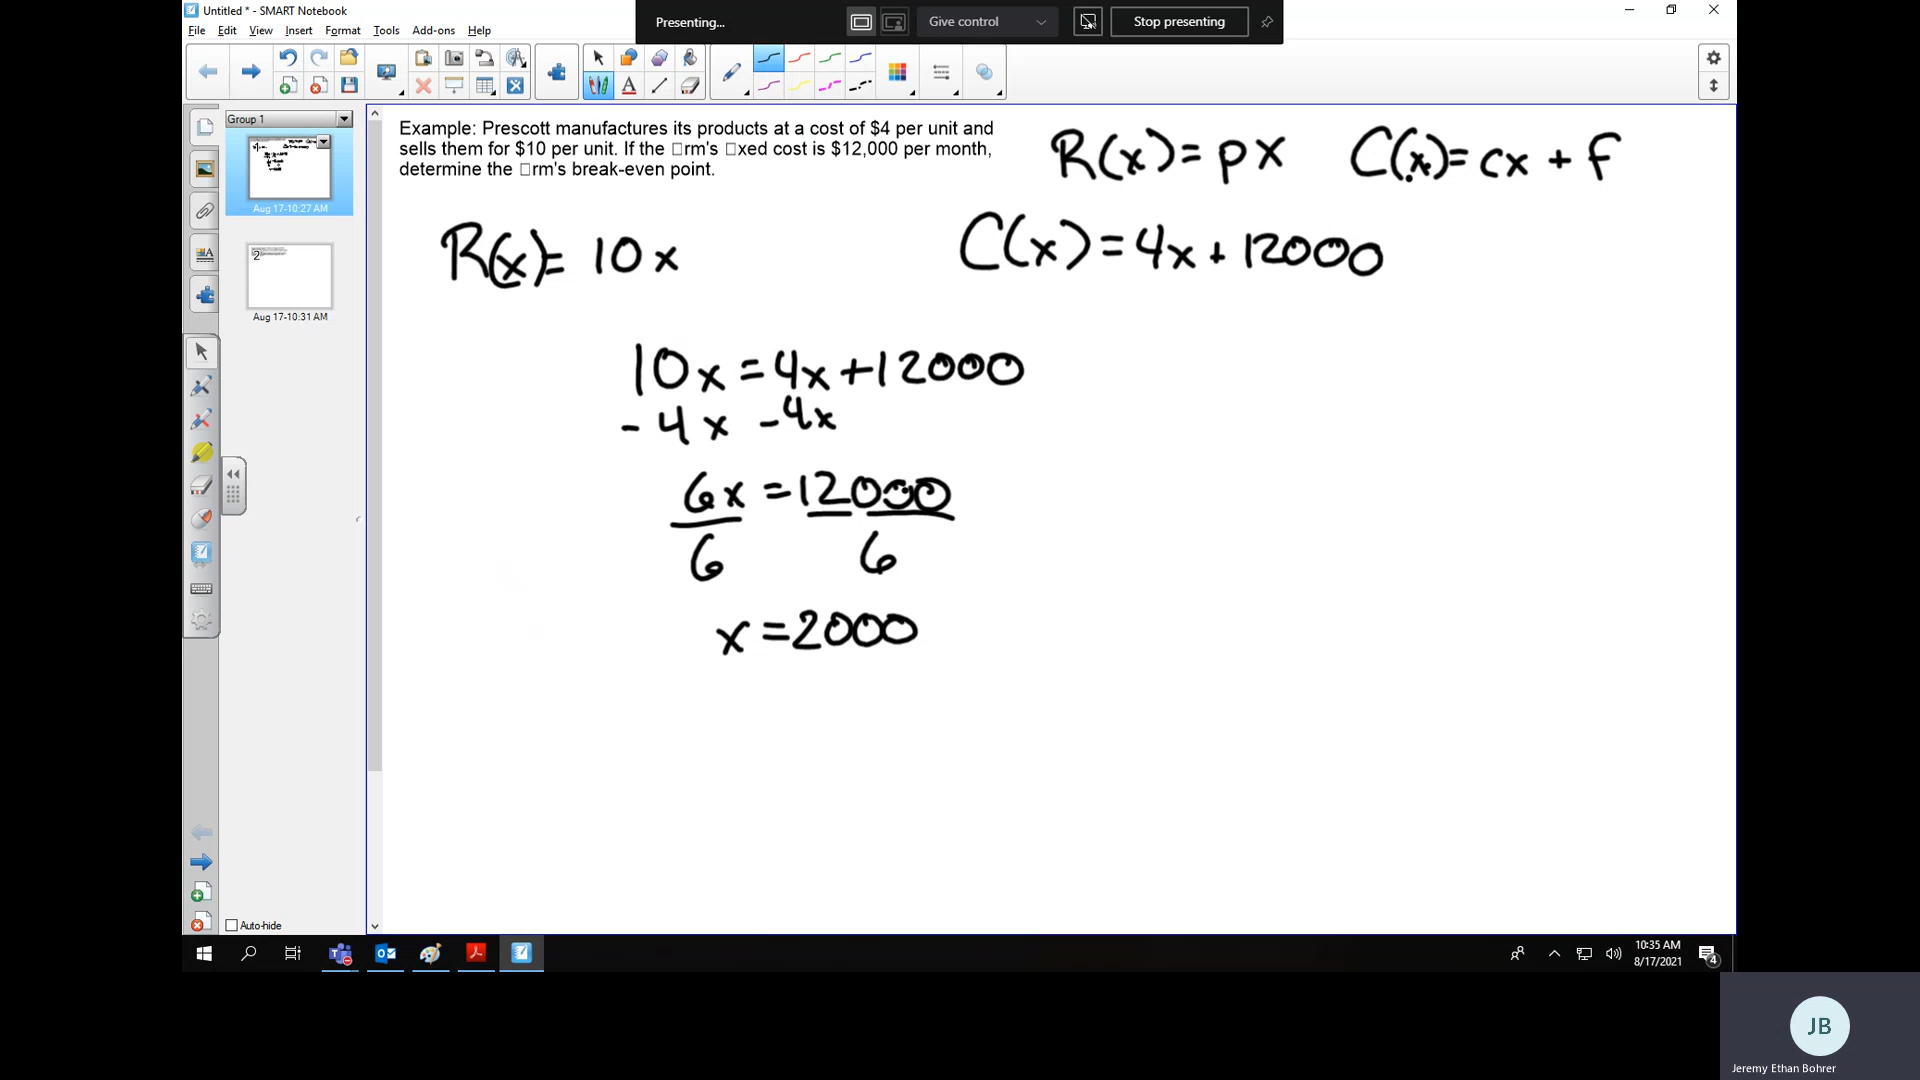 Untitled * - SMART Notebook
Presenting...
Give control
Stop presenting
File Edit View Insert Format Tools Add-ons Help
Group 1
Aug 17-10:27 AM
2
Aug 17-10:31 AM
Auto-hide
Example: Prescott manufactures its products at a cost of $4 per unit and
sells them for $10 per unit. If the □rm's □xed cost is $12,000 per month,
determine the □rm's break-even point.
R(x) = px C(x) = cx + f
R(x) = 10x C(x) = 4x + 12000
10x = 4x + 12000
- 4x - 4x
6x = 12000
6 6
x = 2000
10:35 AM
8/17/2021
4
JB
Jeremy Ethan Bohrer